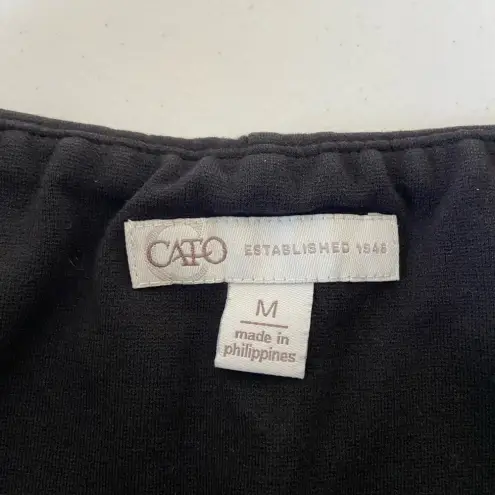 CATO ESTABLISHED 1946
M
made in
philippines